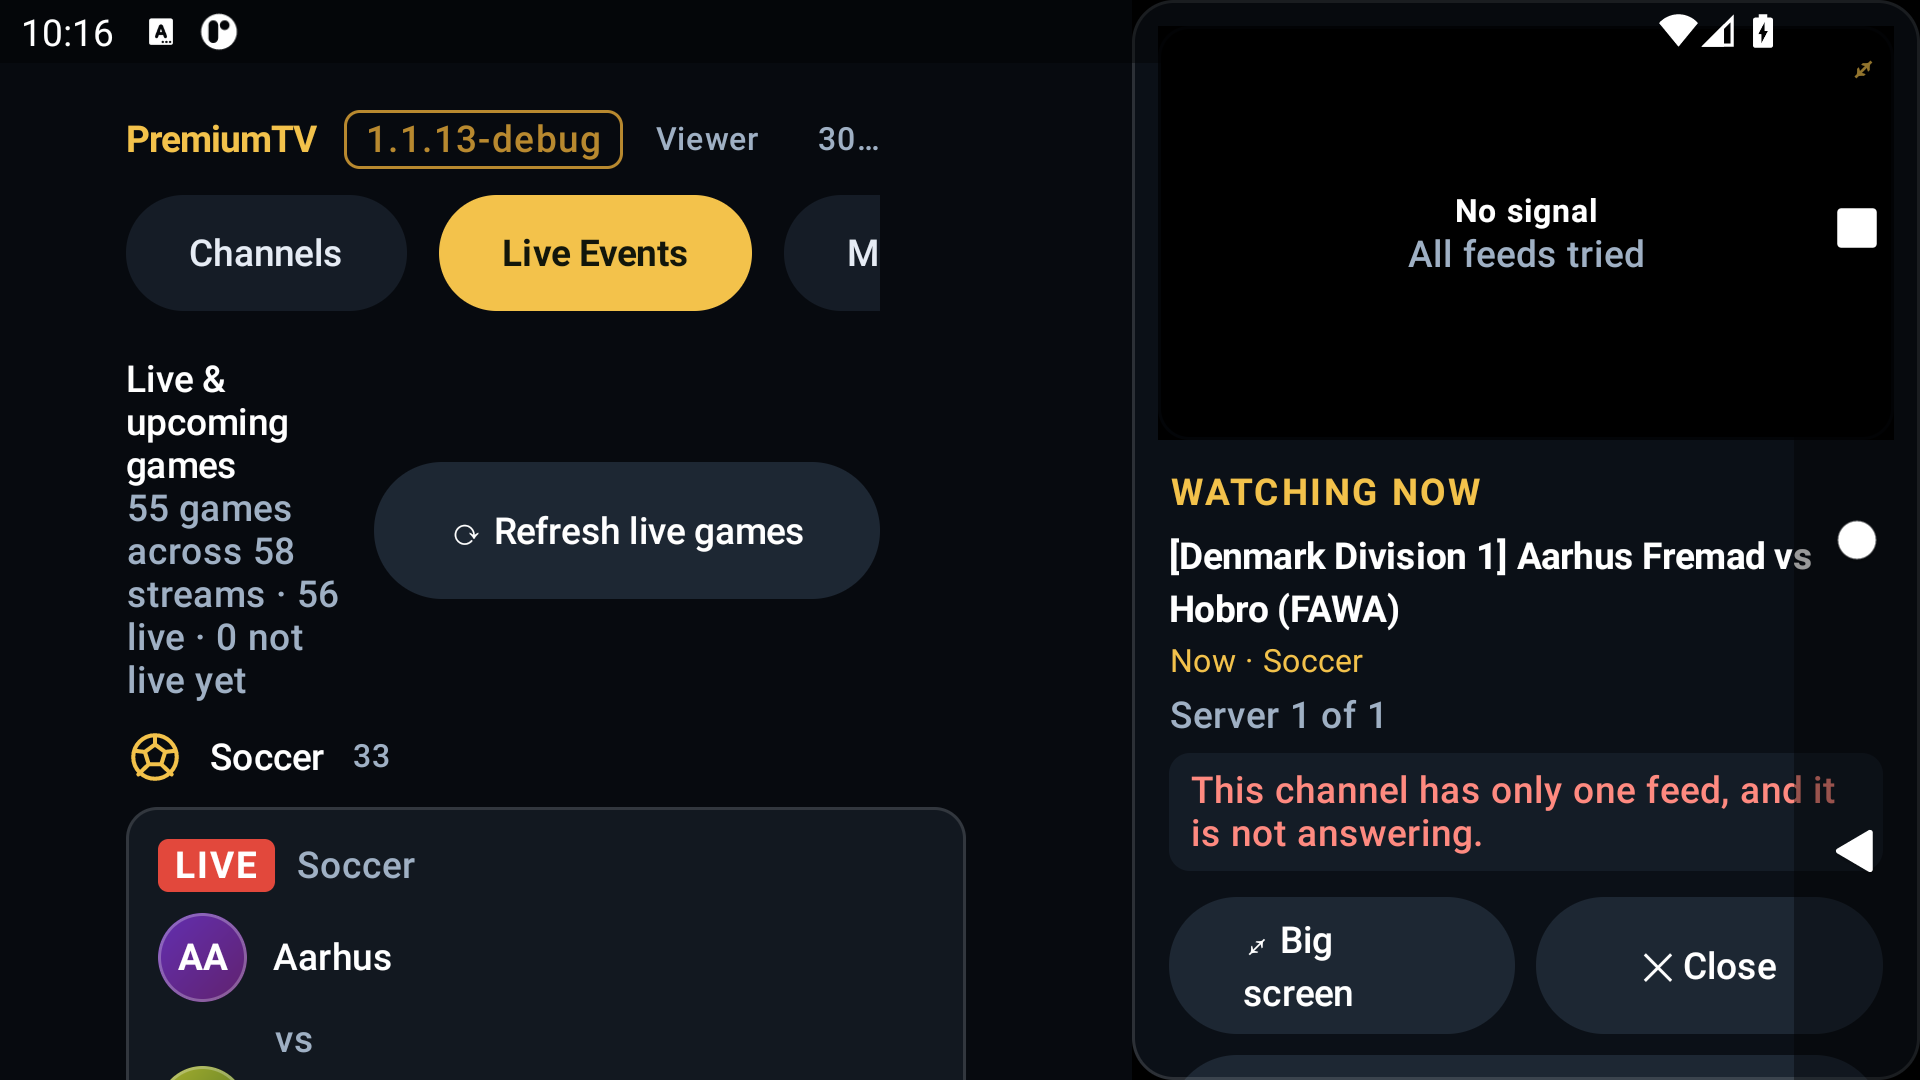 10:16
PremiumTV 1.1.13-debug Viewer 30…
Channels Live Events M
Live &
upcoming
games
55 games
across 58
streams · 56
live · 0 not
live yet
⟳ Refresh live games
Soccer 33
LIVE Soccer
AA Aarhus
vs
No signal
All feeds tried
WATCHING NOW
[Denmark Division 1] Aarhus Fremad vs
Hobro (FAWA)
Now · Soccer
Server 1 of 1
This channel has only one feed, and it
is not answering.
Big
screen
Close